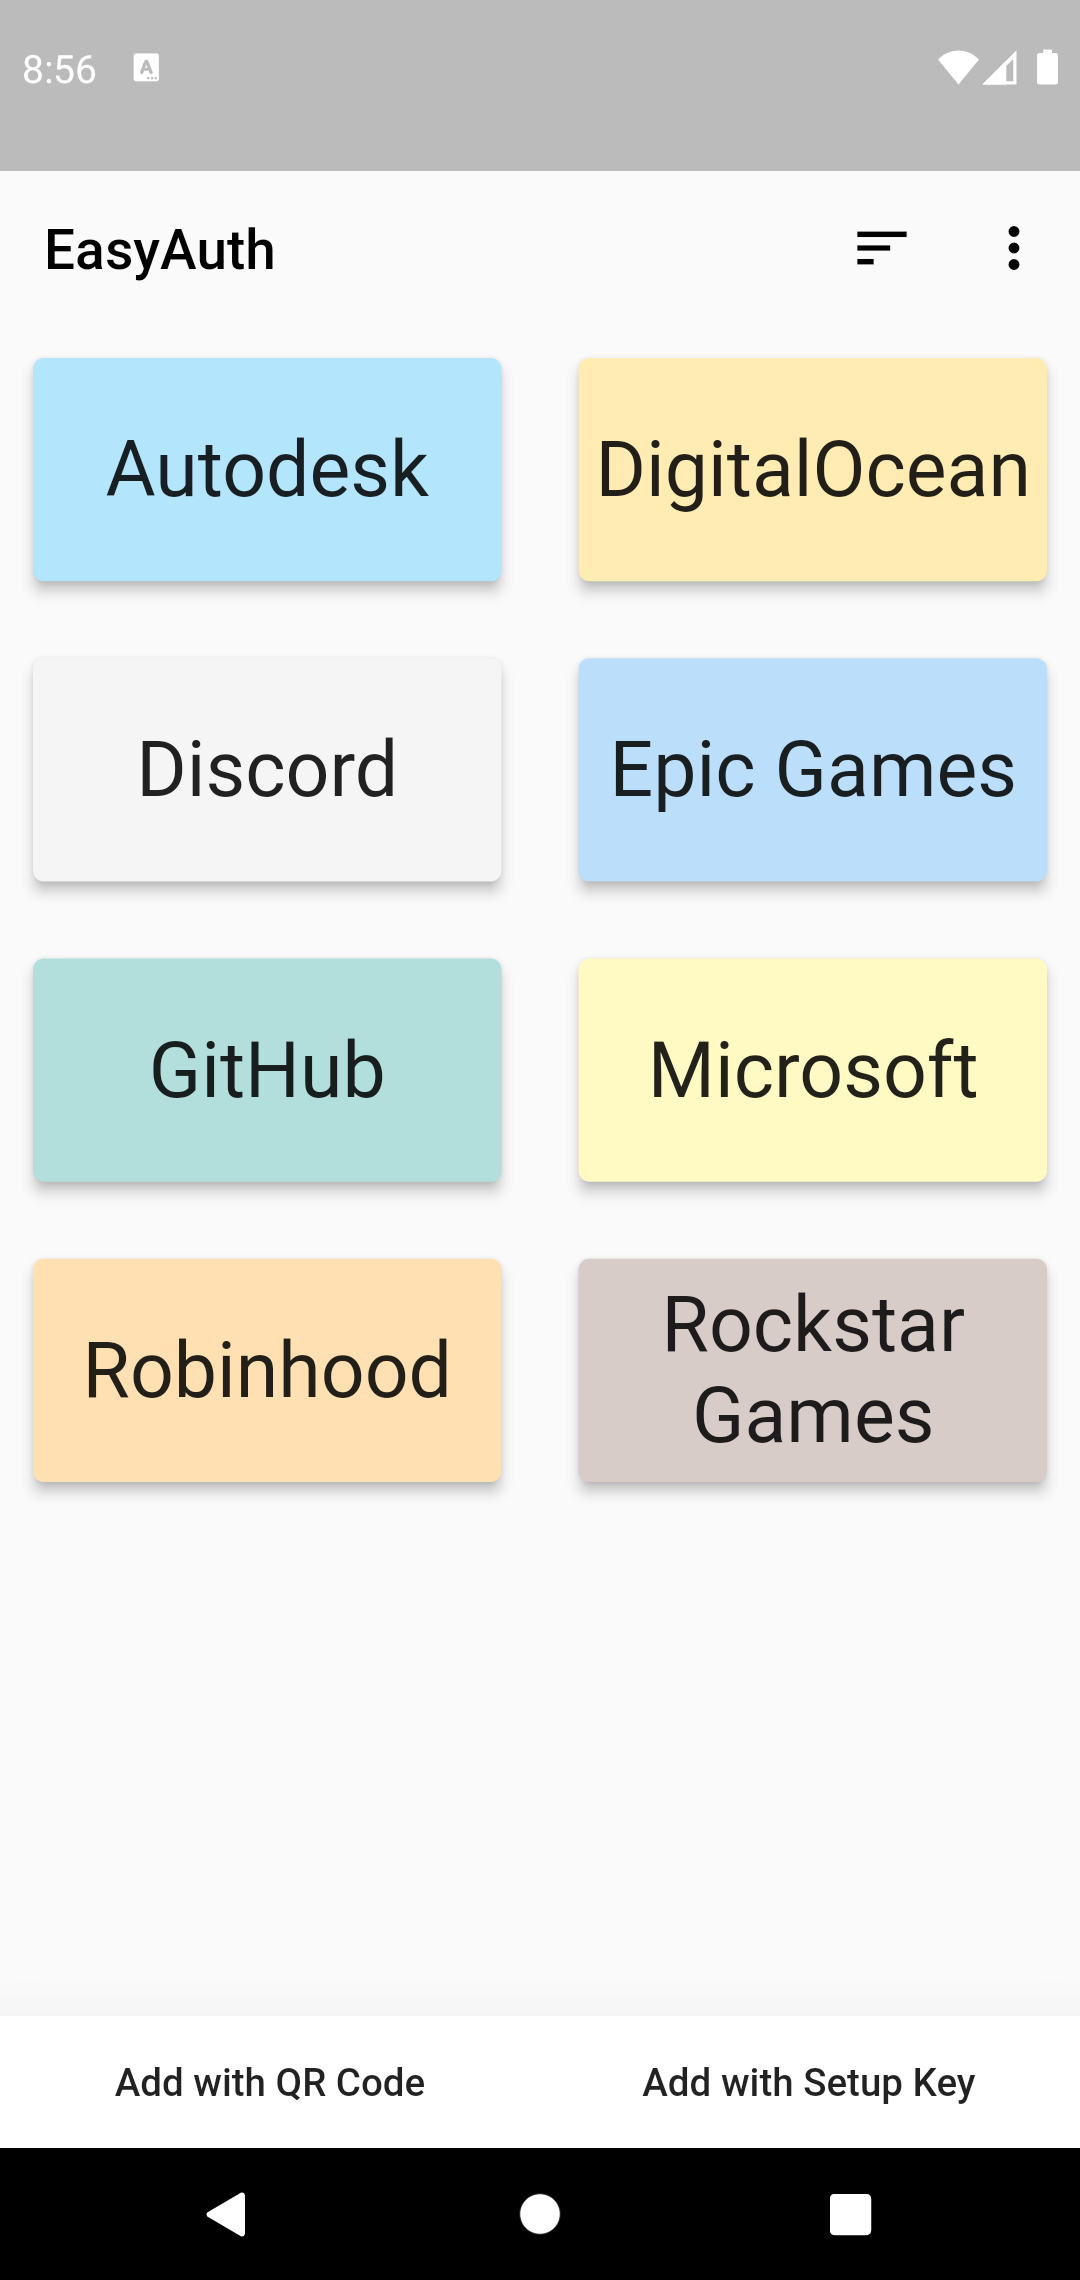 8:56
EasyAuth
Autodesk
DigitalOcean
Discord
Epic Games
GitHub
Microsoft
Robinhood
Rockstar
Games
Add with QR Code
Add with Setup Key